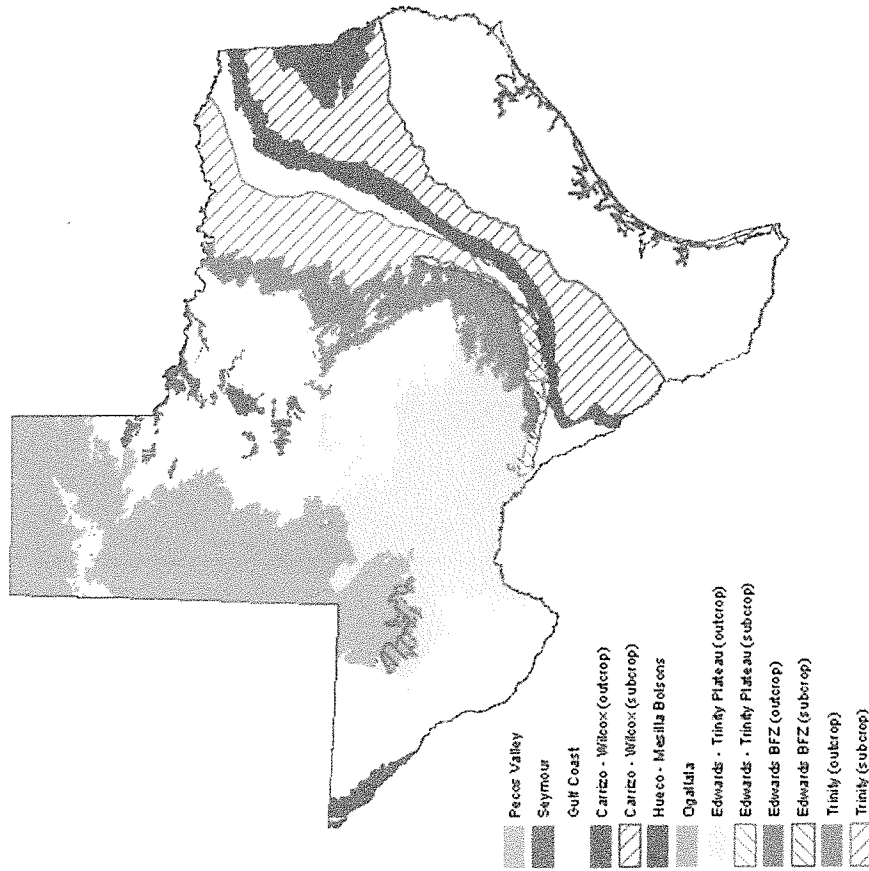 Pecos Valley
Seymour
Gulf Coast
Carrizo - Wilcox (outcrop)
Carrizo - Wilcox (subcrop)
Hueco - Mesilla Bolsons
Ogallala
Edwards - Trinity Plateau (outcrop)
Edwards - Trinity Plateau (subcrop)
Edwards BFZ (outcrop)
Edwards BFZ (subcrop)
Trinity (outcrop)
Trinity (subcrop)